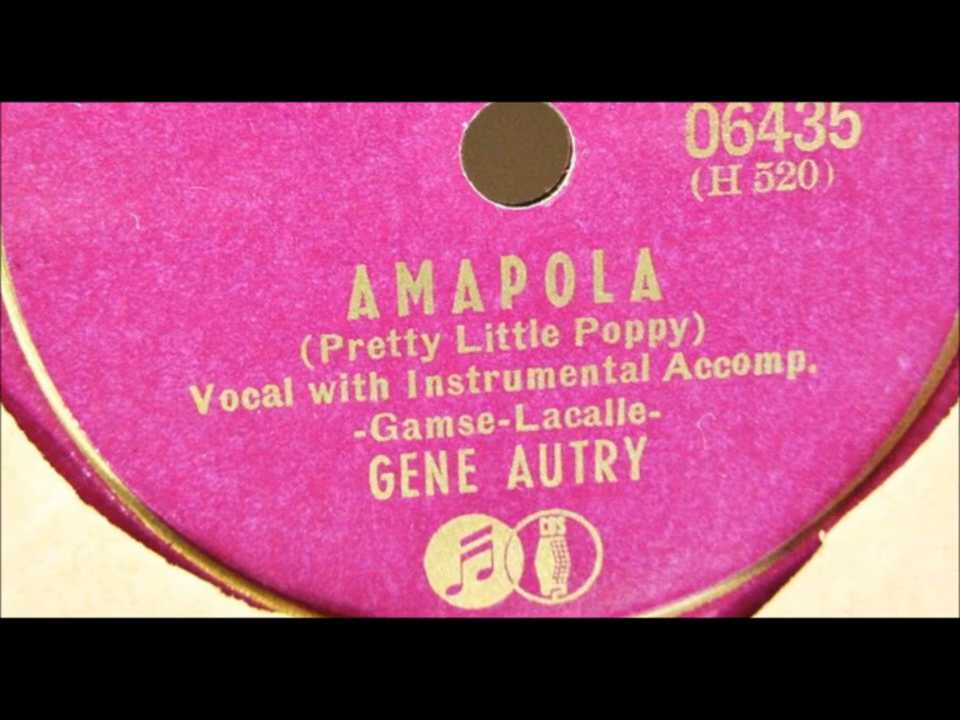 06435
(H 520)
AMAPOLA
(Pretty Little Poppy)
Vocal with Instrumental Accomp.
-Gamse-Lacalle-
GENE AUTRY
CBS